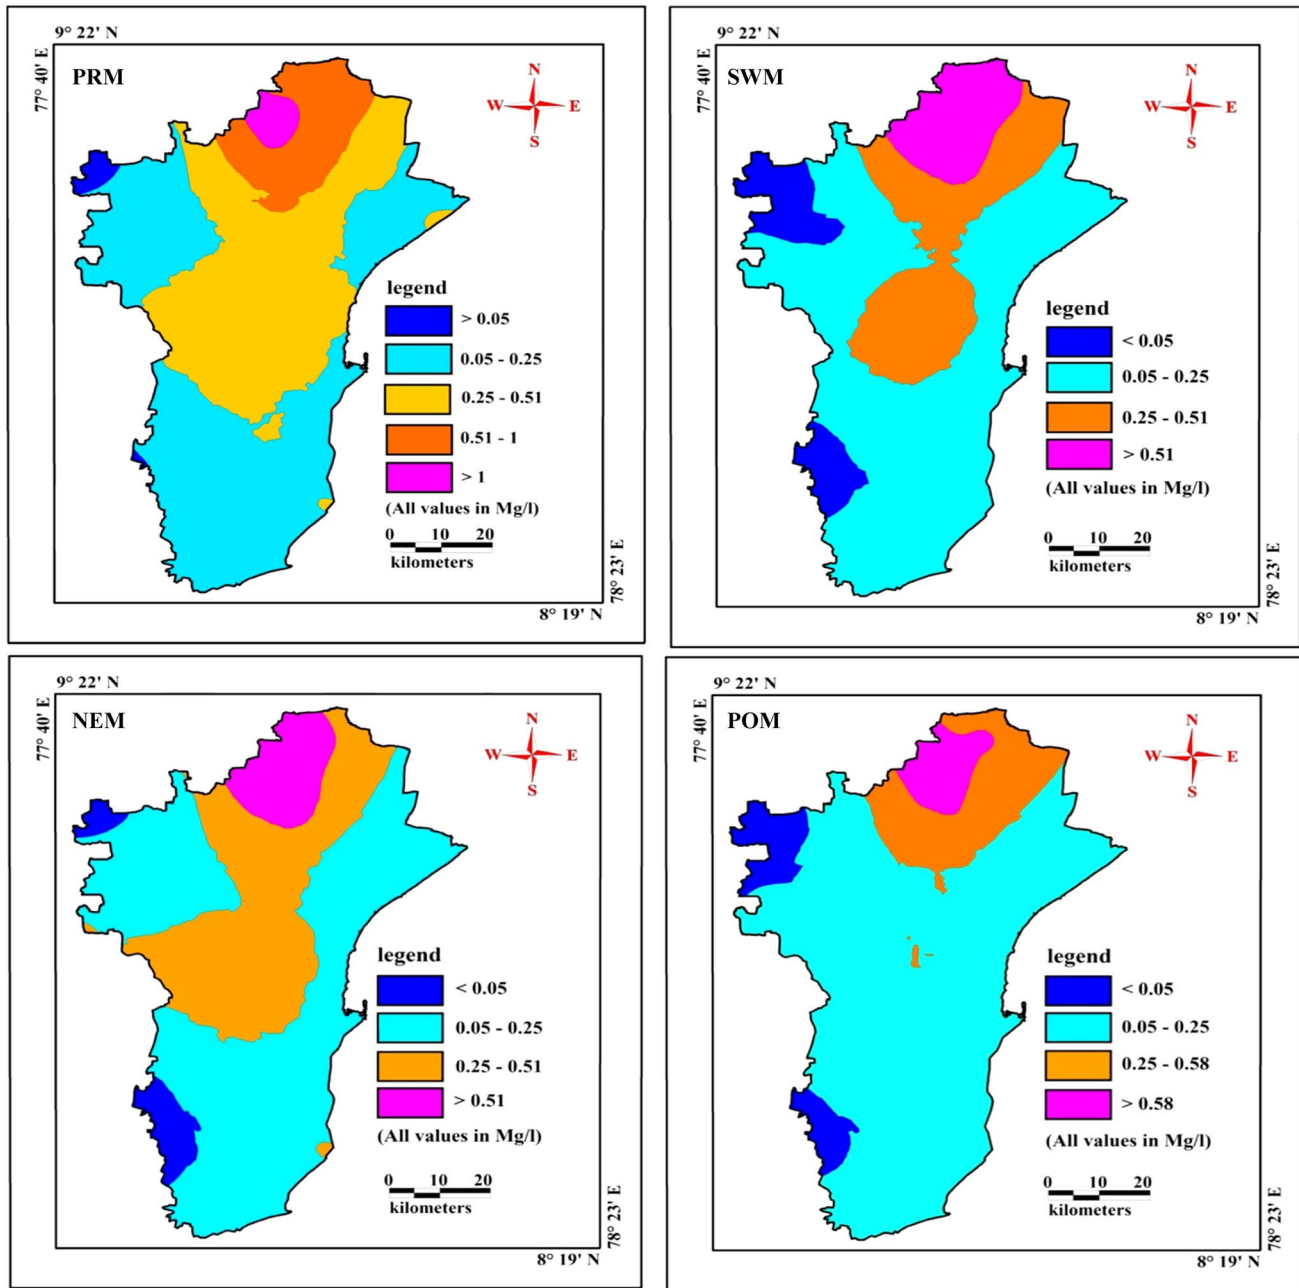 9° 22' N
77° 40' E
PRM
N
W E
S
legend
> 0.05
0.05 - 0.25
0.25 - 0.51
0.51 - 1
> 1
(All values in Mg/l)
0 10 20
kilometers
78° 23' E
8° 19' N
9° 22' N
77° 40' E
SWM
N
W E
S
legend
< 0.05
0.05 - 0.25
0.25 - 0.51
> 0.51
(All values in Mg/l)
0 10 20
kilometers
78° 23' E
8° 19' N
9° 22' N
77° 40' E
NEM
N
W E
S
legend
< 0.05
0.05 - 0.25
0.25 - 0.51
> 0.51
(All values in Mg/l)
0 10 20
kilometers
78° 23' E
8° 19' N
9° 22' N
77° 40' E
POM
N
W E
S
legend
< 0.05
0.05 - 0.25
0.25 - 0.58
> 0.58
(All values in Mg/l)
0 10 20
kilometers
78° 23' E
8° 19' N